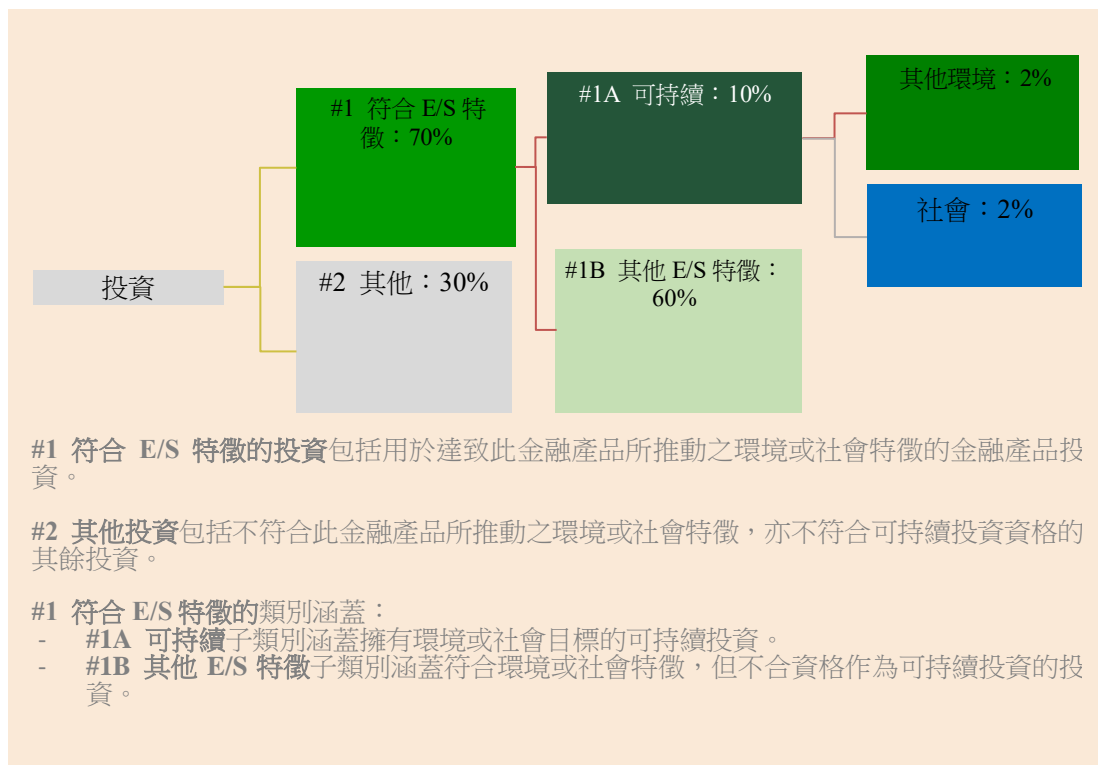 #1 符合 E/S 特
徵：70%
#1A 可持續：10%
其他環境：2%
社會：2%
投資
#2 其他：30%
#1B 其他 E/S 特徵：
60%
#1 符合 E/S 特徵的投資包括用於達致此金融產品所推動之環境或社會特徵的金融產品投
資。
#2 其他投資包括不符合此金融產品所推動之環境或社會特徵，亦不符合可持續投資資格的
其餘投資。
#1 符合 E/S 特徵的類別涵蓋：
- #1A 可持續子類別涵蓋擁有環境或社會目標的可持續投資。
- #1B 其他 E/S 特徵子類別涵蓋符合環境或社會特徵，但不合資格作為可持續投資的投
資。